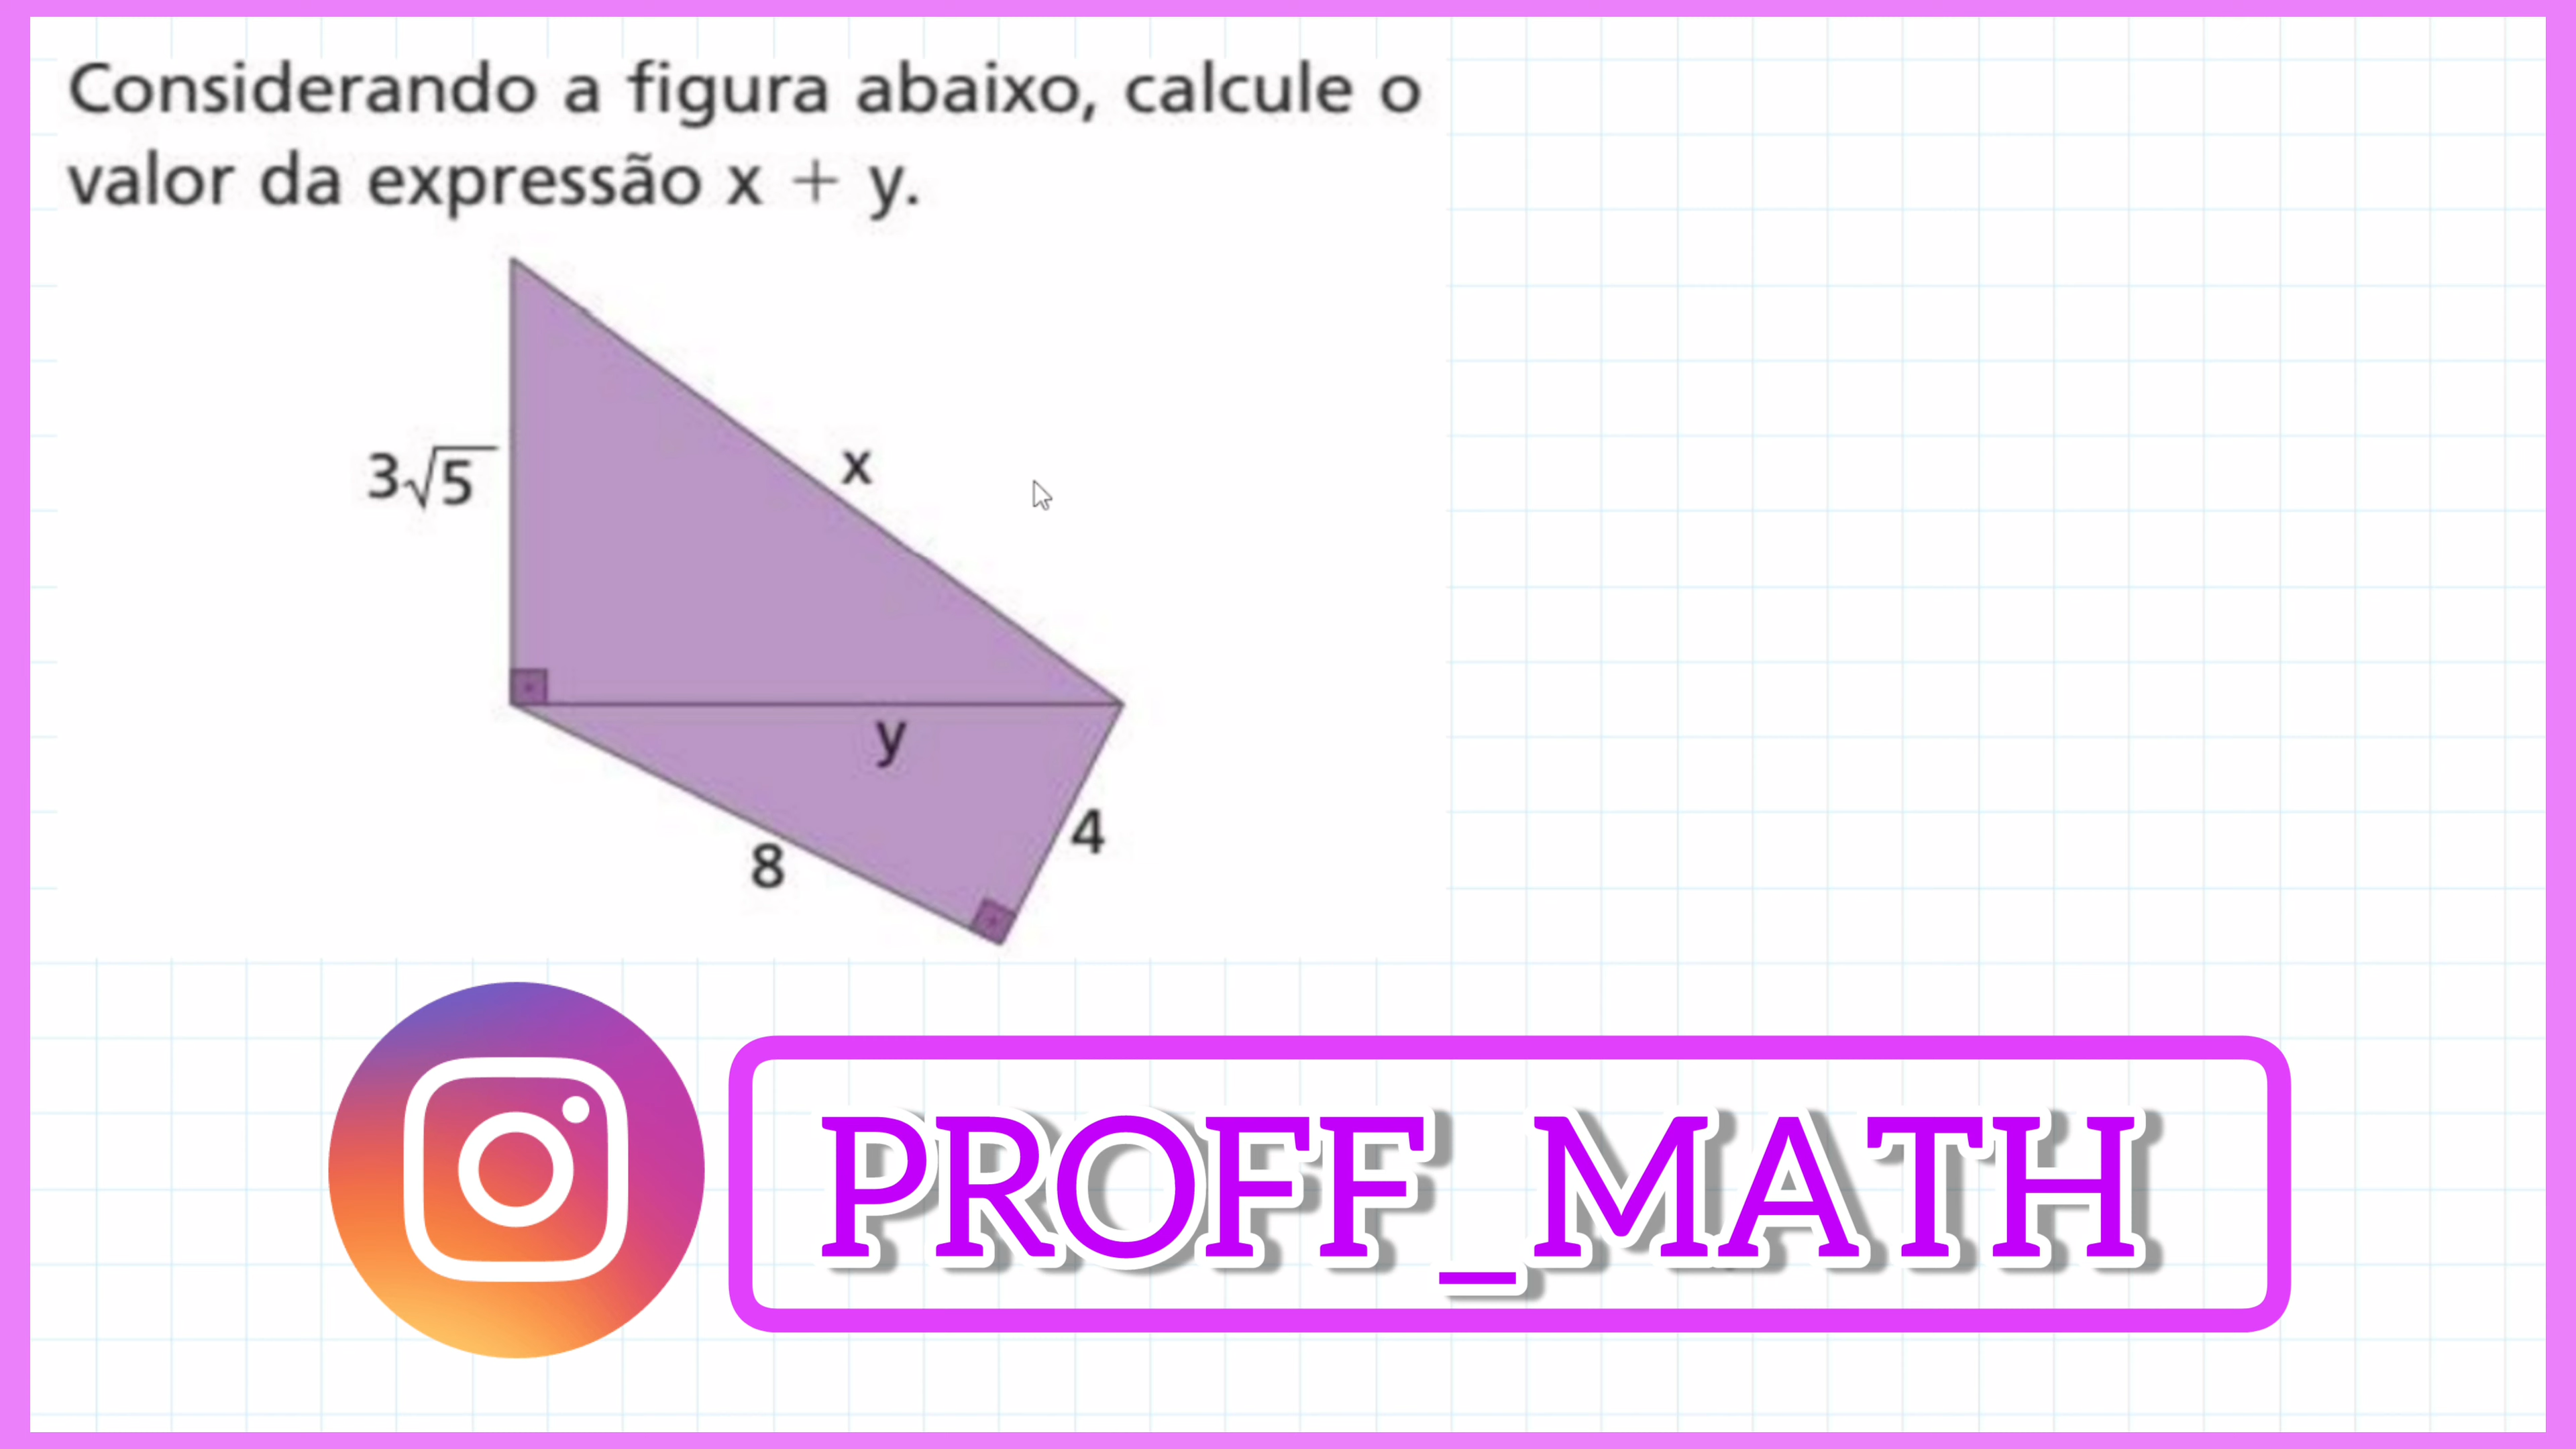 Considerando a figura abaixo, calcule o
valor da expressão x + y.
3√5
x
y
8
4
PROFF_MATH